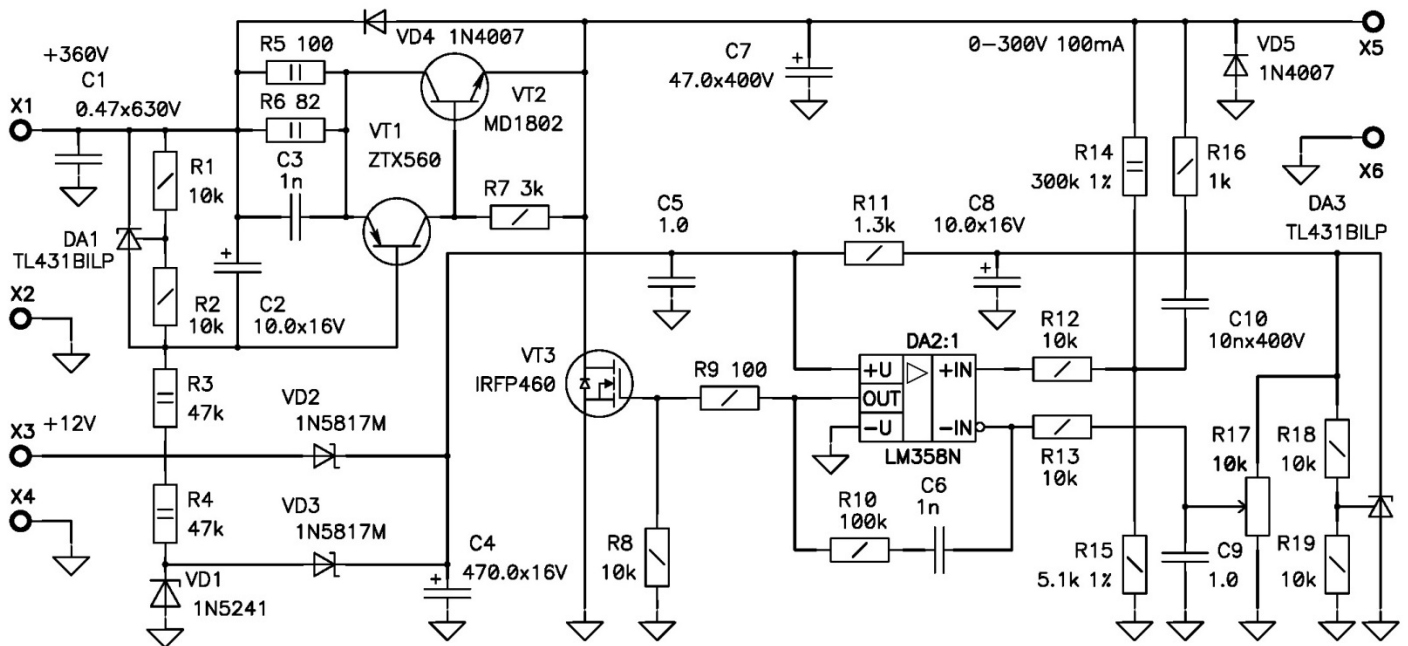 +360V
C1
0.47x630V
X1
R5 100
R6 82
C3
1n
VD4 1N4007
VT2
MD1802
VT1
ZTX560
R7 3k
C7
47.0x400V
0-300V 100mA
VD5
1N4007
X5
X6
R1
10k
R14
300k 1%
R16
1k
DA1
TL431BILP
R2
10k
C2
10.0x16V
C5
1.0
R11
1.3k
C8
10.0x16V
DA3
TL431BILP
X2
R3
47k
VT3
IRFP460
R9 100
DA2:1
+U
OUT
-U
+IN
-IN
LM358N
R12
10k
C10
10nx400V
X3
+12V
VD2
1N5817M
R13
10k
R17
10k
R18
10k
X4
R4
47k
VD3
1N5817M
R10
100k
C6
1n
VD1
1N5241
C4
470.0x16V
R8
10k
R15
5.1k 1%
C9
1.0
R19
10k